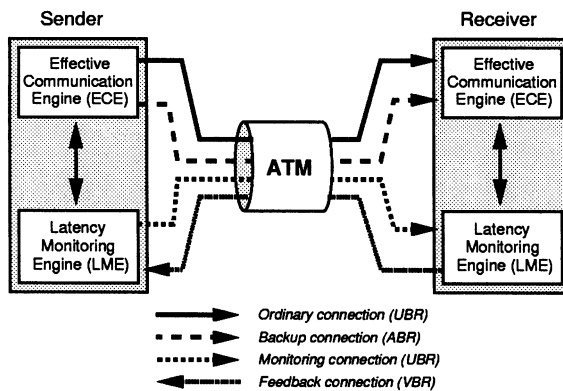 Sender
Receiver
Effective
Communication
Engine (ECE)
Effective
Communication
Engine (ECE)
ATM
Latency
Monitoring
Engine (LME)
Latency
Monitoring
Engine (LME)
Ordinary connection (UBR)
Backup connection (ABR)
Monitoring connection (UBR)
Feedback connection (VBR)